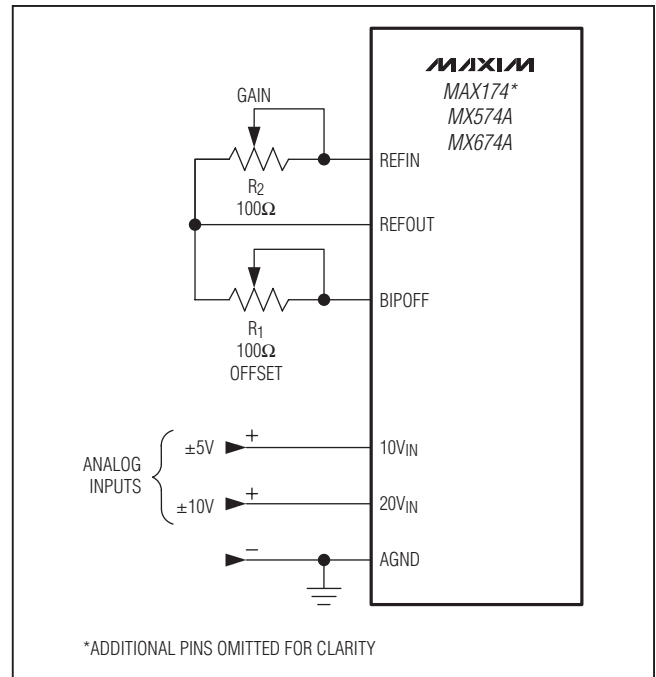 MAXIM
MAX174*
MX574A
MX674A
GAIN
R2
100Ω
REFIN
REFOUT
BIPOFF
R1
100Ω
OFFSET
ANALOG
INPUTS
±5V
+
10VIN
±10V
+
20VIN
−
AGND
*ADDITIONAL PINS OMITTED FOR CLARITY